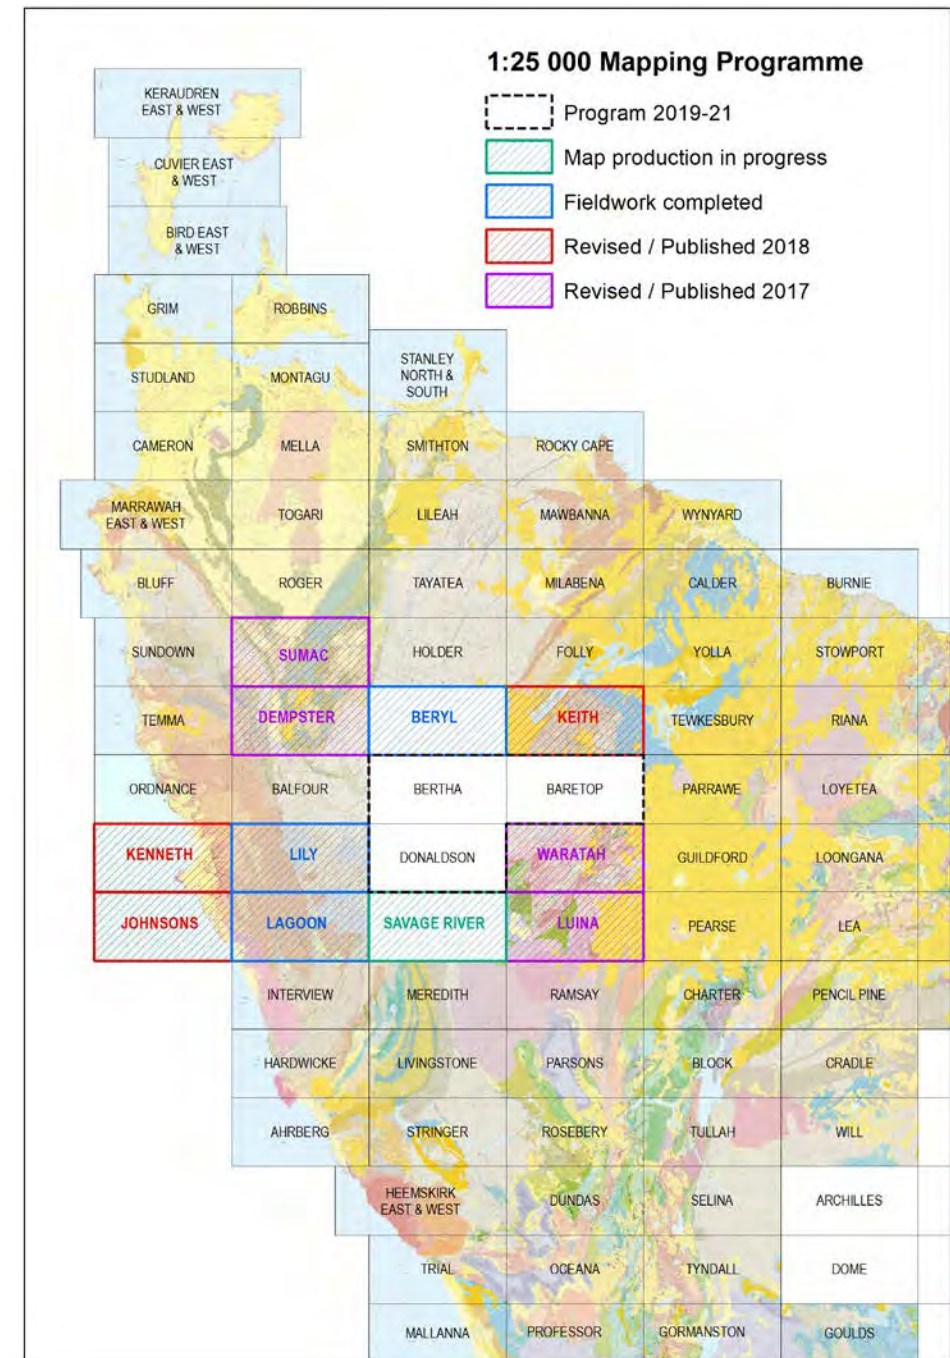 1:25 000 Mapping Programme
Program 2019-21
Map production in progress
Fieldwork completed
Revised / Published 2018
Revised / Published 2017
KERAUDREN
EAST & WEST
CUVIER EAST
& WEST
BIRD EAST
& WEST
GRIM
ROBBINS
STUDLAND
MONTAGU
STANLEY
NORTH &
SOUTH
CAMERON
MELLA
SMITHTON
ROCKY CAPE
MARRAWAH
EAST & WEST
TOGARI
LILEAH
MAWBANNA
WYNYARD
BLUFF
ROGER
TAYATEA
MILABENA
CALDER
BURNIE
SUNDOWN
SUMAC
HOLDER
FOLLY
YOLLA
STOWPORT
TEMMA
DEMPSTER
BERYL
KEITH
TEWKESBURY
RIANA
ORDNANCE
BALFOUR
BERTHA
BARETOP
PARRAWE
LOYETEA
KENNETH
LILY
DONALDSON
WARATAH
GUILDFORD
LOONGANA
JOHNSONS
LAGOON
SAVAGE RIVER
LUINA
PEARSE
LEA
INTERVIEW
MEREDITH
RAMSAY
CHARTER
PENCIL PINE
HARDWICKE
LIVINGSTONE
PARSONS
BLOCK
CRADLE
AHRBERG
STRINGER
ROSEBERY
TULLAH
WILL
HEEMSKIRK
EAST & WEST
DUNDAS
SELINA
ARCHILLES
TRIAL
OCEANA
TYNDALL
DOME
MALLANNA
PROFESSOR
GORMANSTON
GOULDS